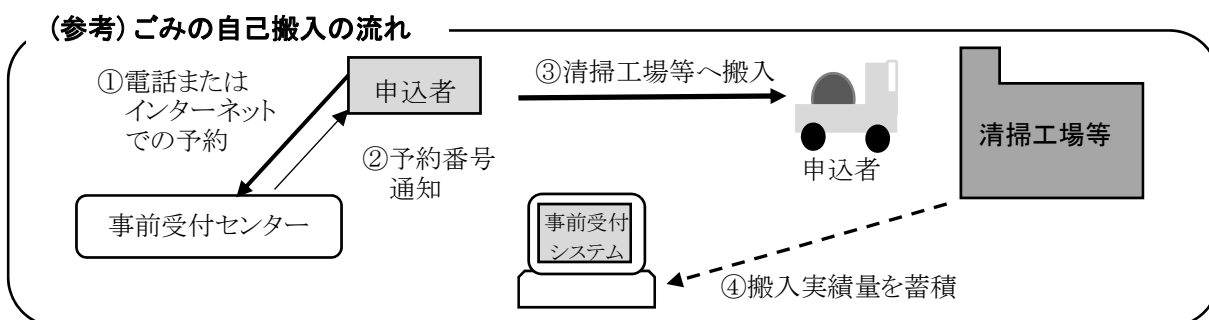 (参考)ごみの自己搬入の流れ
①電話または
インターネット
での予約
申込者
②予約番号
通知
事前受付センター
③清掃工場等へ搬入
申込者
清掃工場等
事前受付
システム
④搬入実績量を蓄積